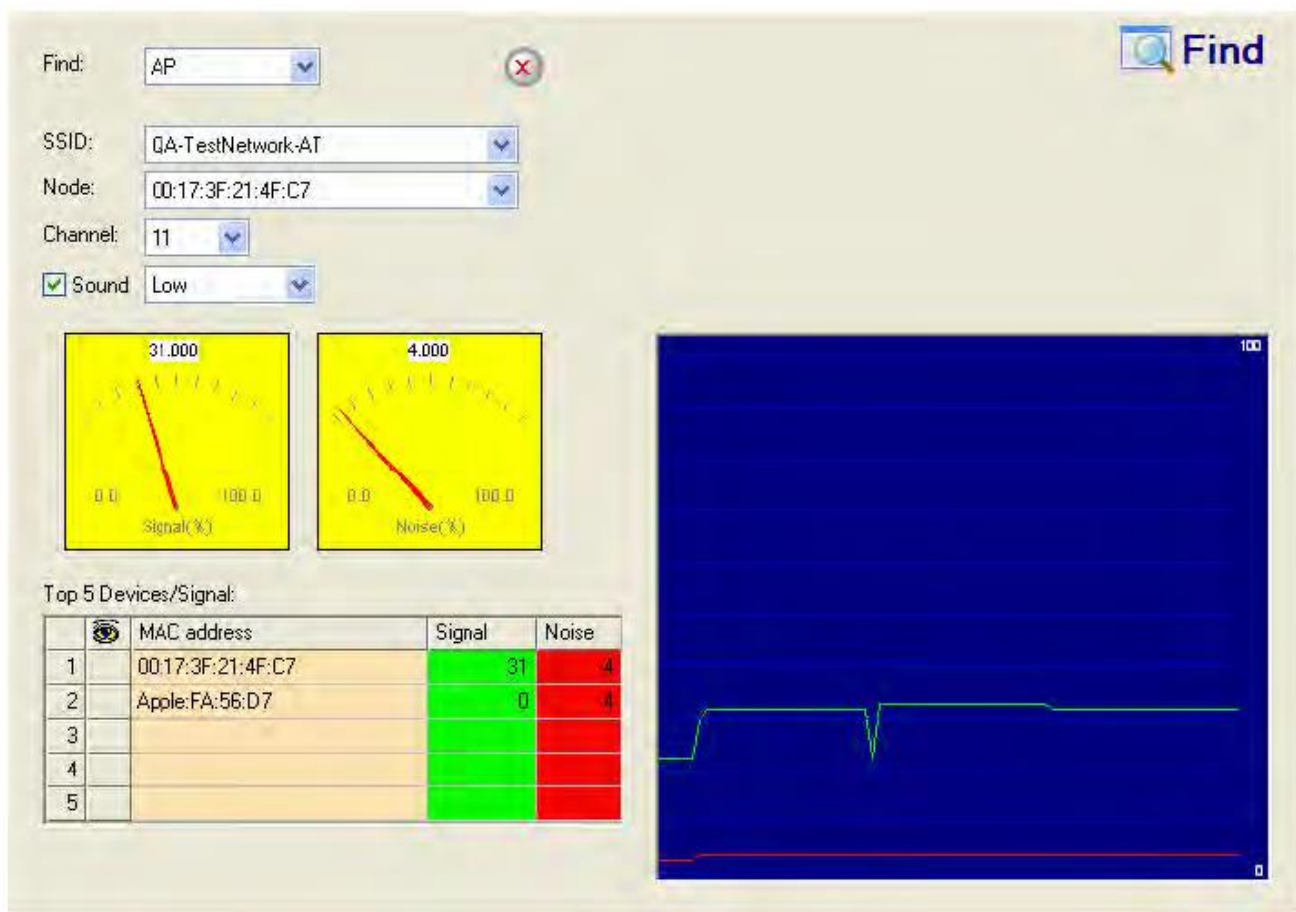 Find: AP
Find
SSID: QA-TestNetwork-AT
Node: 00:17:3F:21:4F:C7
Channel: 11
Sound Low
31.000
0.0 100.0
Signal(%)
4.000
0.0 100.0
Noise(%)
100
0
Top 5 Devices/Signal:
MAC address Signal Noise
1 00:17:3F:21:4F:C7 31 4
2 Apple:FA:56:D7 0 4
3
4
5